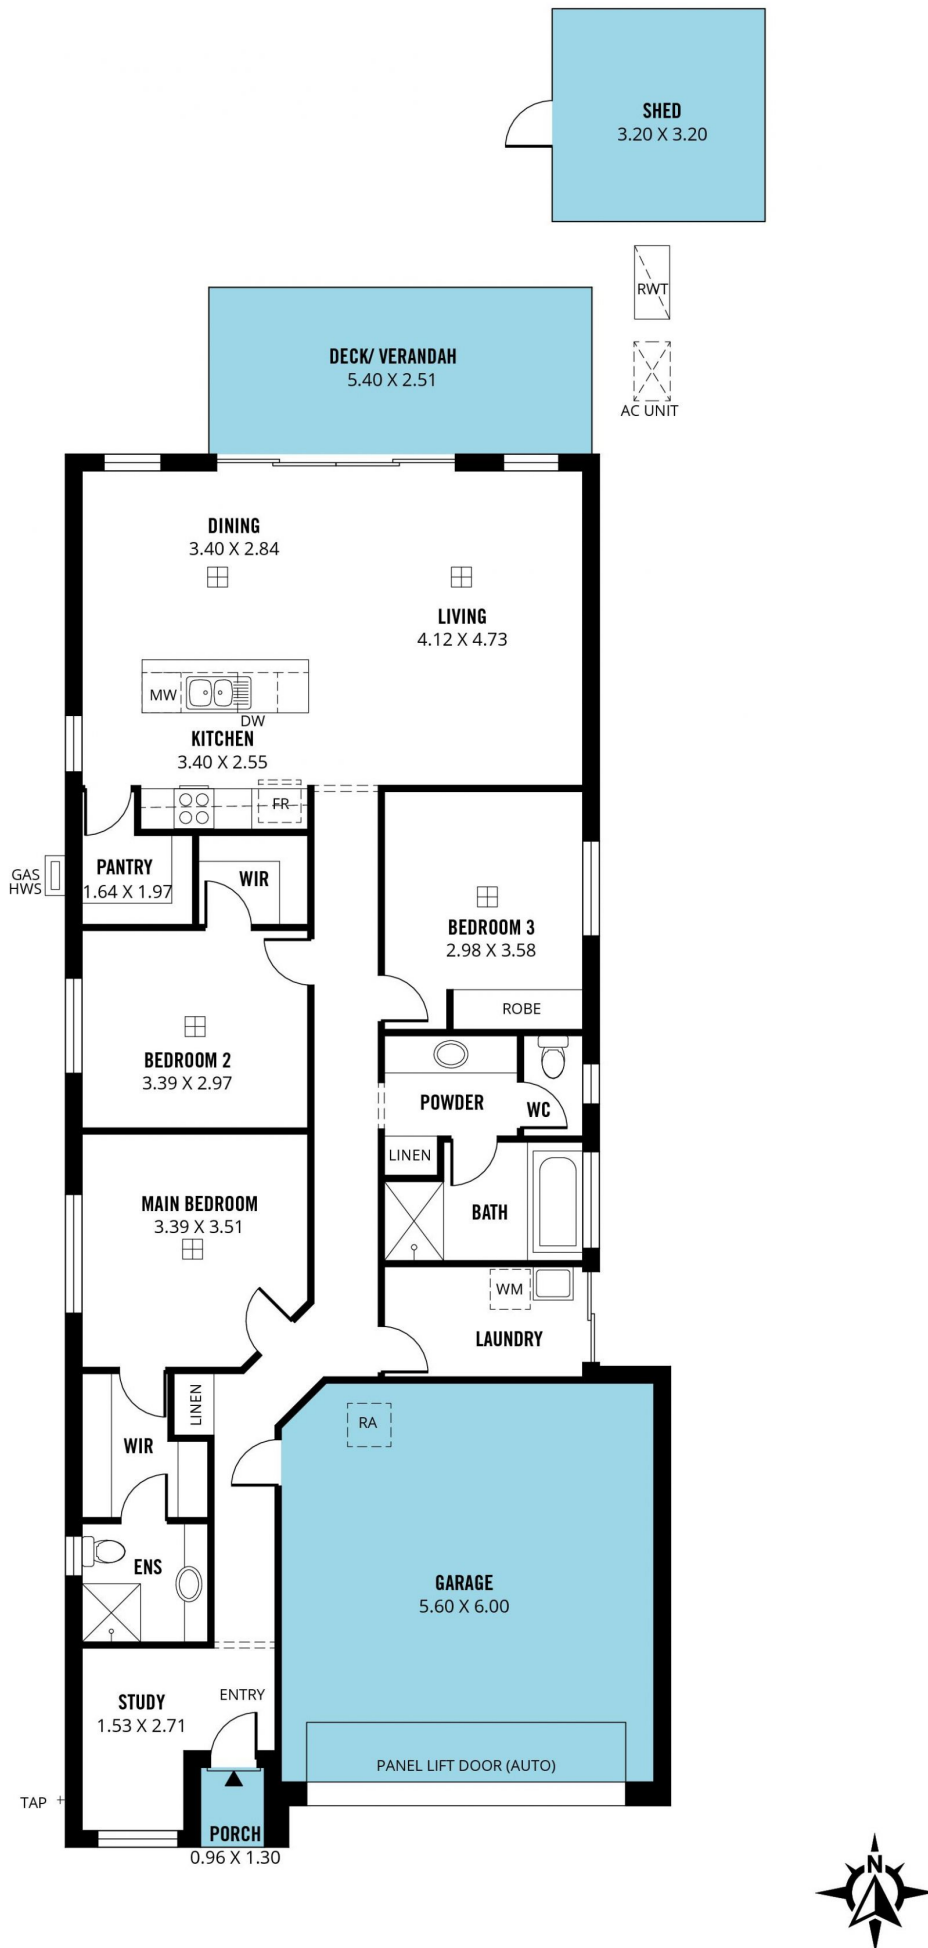 SHED
3.20 X 3.20
RWT
AC UNIT
DECK/ VERANDAH
5.40 X 2.51
DINING
3.40 X 2.84
LIVING
4.12 X 4.73
MW
DW
KITCHEN
3.40 X 2.55
FR
PANTRY
1.64 X 1.97
GAS
HWS
WIR
BEDROOM 3
2.98 X 3.58
ROBE
BEDROOM 2
3.39 X 2.97
POWDER
WC
LINEN
BATH
MAIN BEDROOM
3.39 X 3.51
WM
LAUNDRY
LINEN
WIR
RA
ENS
GARAGE
5.60 X 6.00
STUDY
1.53 X 2.71
ENTRY
PANEL LIFT DOOR (AUTO)
TAP
PORCH
0.96 X 1.30
N